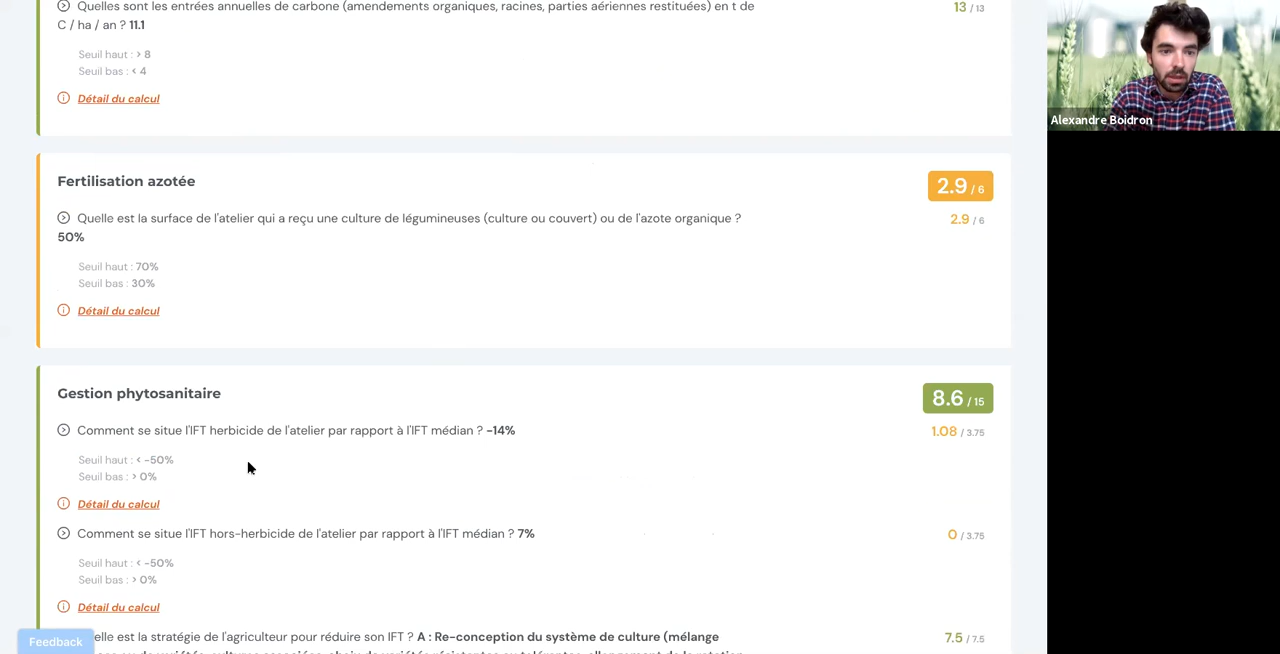 Quelles sont les entrées annuelles de carbone (amendements organiques, racines, parties aériennes restituées) en t de
13 / 13
C / ha / an ? 11.1
Seuil haut : > 8
Seuil bas : < 4
Détail du calcul
Alexandre Boidron
Fertilisation azotée
2.9 / 6
Quelle est la surface de l'atelier qui a reçu une culture de légumineuses (culture ou couvert) ou de l'azote organique ?
2.9 / 6
50%
Seuil haut : 70%
Seuil bas : 30%
Détail du calcul
Gestion phytosanitaire
8.6 / 15
Comment se situe l'IFT herbicide de l'atelier par rapport à l'IFT médian ? -14%
1.08 / 3.75
Seuil haut : < -50%
Seuil bas : > 0%
Détail du calcul
Comment se situe l'IFT hors-herbicide de l'atelier par rapport à l'IFT médian ? 7%
0 / 3.75
Seuil haut : < -50%
Seuil bas : > 0%
Détail du calcul
elle est la stratégie de l'agriculteur pour réduire son IFT ? A : Re-conception du système de culture (mélange
7.5 / 7.5
Feedback